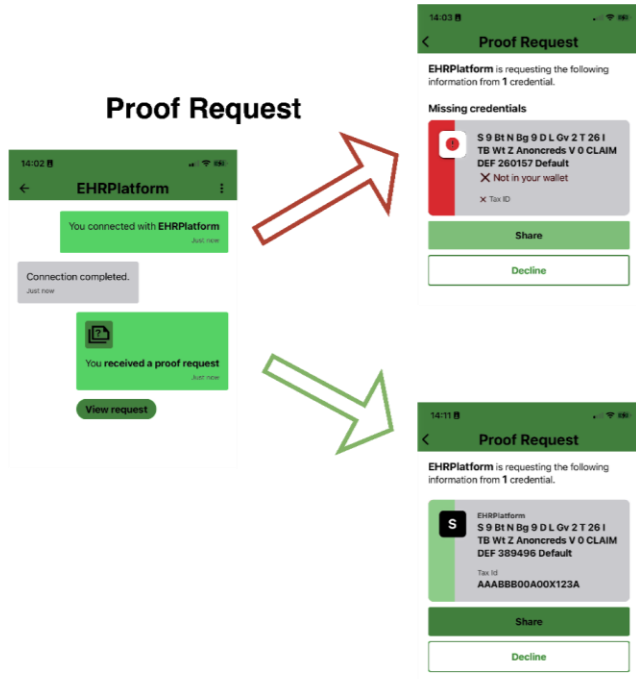 Proof Request
14:02
EHRPlatform
You connected with EHRPlatform
Just now
Connection completed.
Just now
You received a proof request
Just now
View request
14:03
Proof Request
EHRPlatform is requesting the following
information from 1 credential.
Missing credentials
S 9 Bt N Bg 9 D L Gv 2 T 26 I
TB Wt Z Anoncreds V 0 CLAIM
DEF 260157 Default
Not in your wallet
Tax ID
Share
Decline
14:11
Proof Request
EHRPlatform is requesting the following
information from 1 credential.
S
EHRPlatform
S 9 Bt N Bg 9 D L Gv 2 T 26 I
TB Wt Z Anoncreds V 0 CLAIM
DEF 389496 Default
Tax Id
AAABBB00A00X123A
Share
Decline